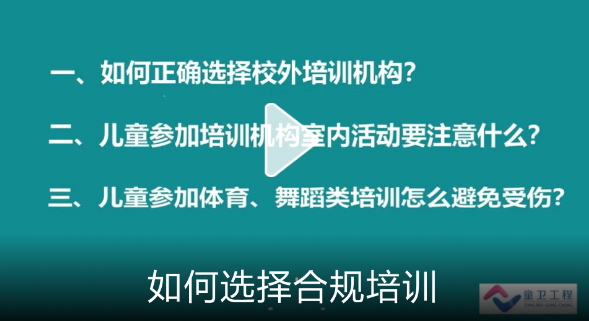 一、如何正确选择校外培训机构？
二、儿童参加培训机构室内活动要注意什么？
三、儿童参加体育、舞蹈类培训怎么避免受伤？
如何选择合规培训
童卫工程